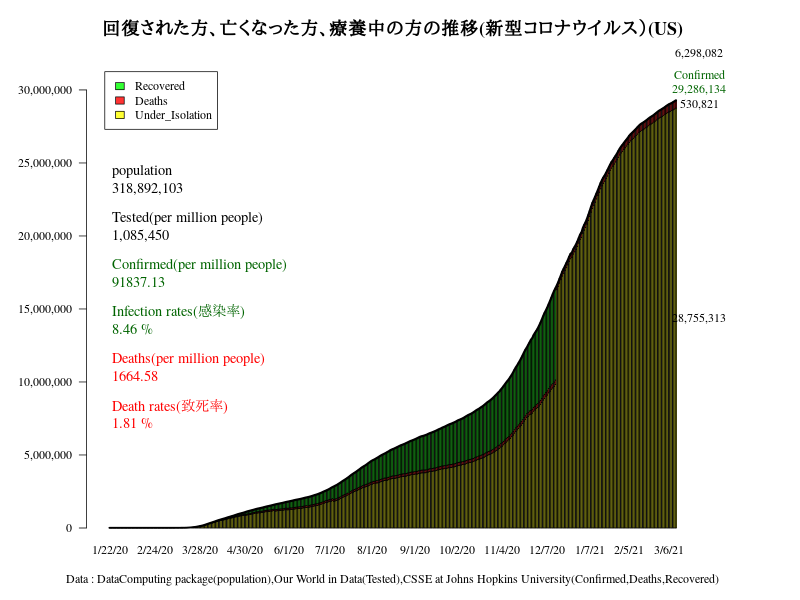 回復された方、亡くなった方、療養中の方の推移(新型コロナウイルス)(US)
6,298,082
Confirmed
29,286,134
530,821
28,755,313
Recovered
Deaths
Under_Isolation
population
318,892,103
Tested(per million people)
1,085,450
Confirmed(per million people)
91837.13
Infection rates(感染率)
8.46 %
Deaths(per million people)
1664.58
Death rates(致死率)
1.81 %
30,000,000
25,000,000
20,000,000
15,000,000
10,000,000
5,000,000
0
1/22/20 2/24/20 3/28/20 4/30/20 6/1/20 7/1/20 8/1/20 9/1/20 10/2/20 11/4/20 12/7/20 1/7/21 2/5/21 3/6/21
Data : DataComputing package(population),Our World in Data(Tested),CSSE at Johns Hopkins University(Confirmed,Deaths,Recovered)